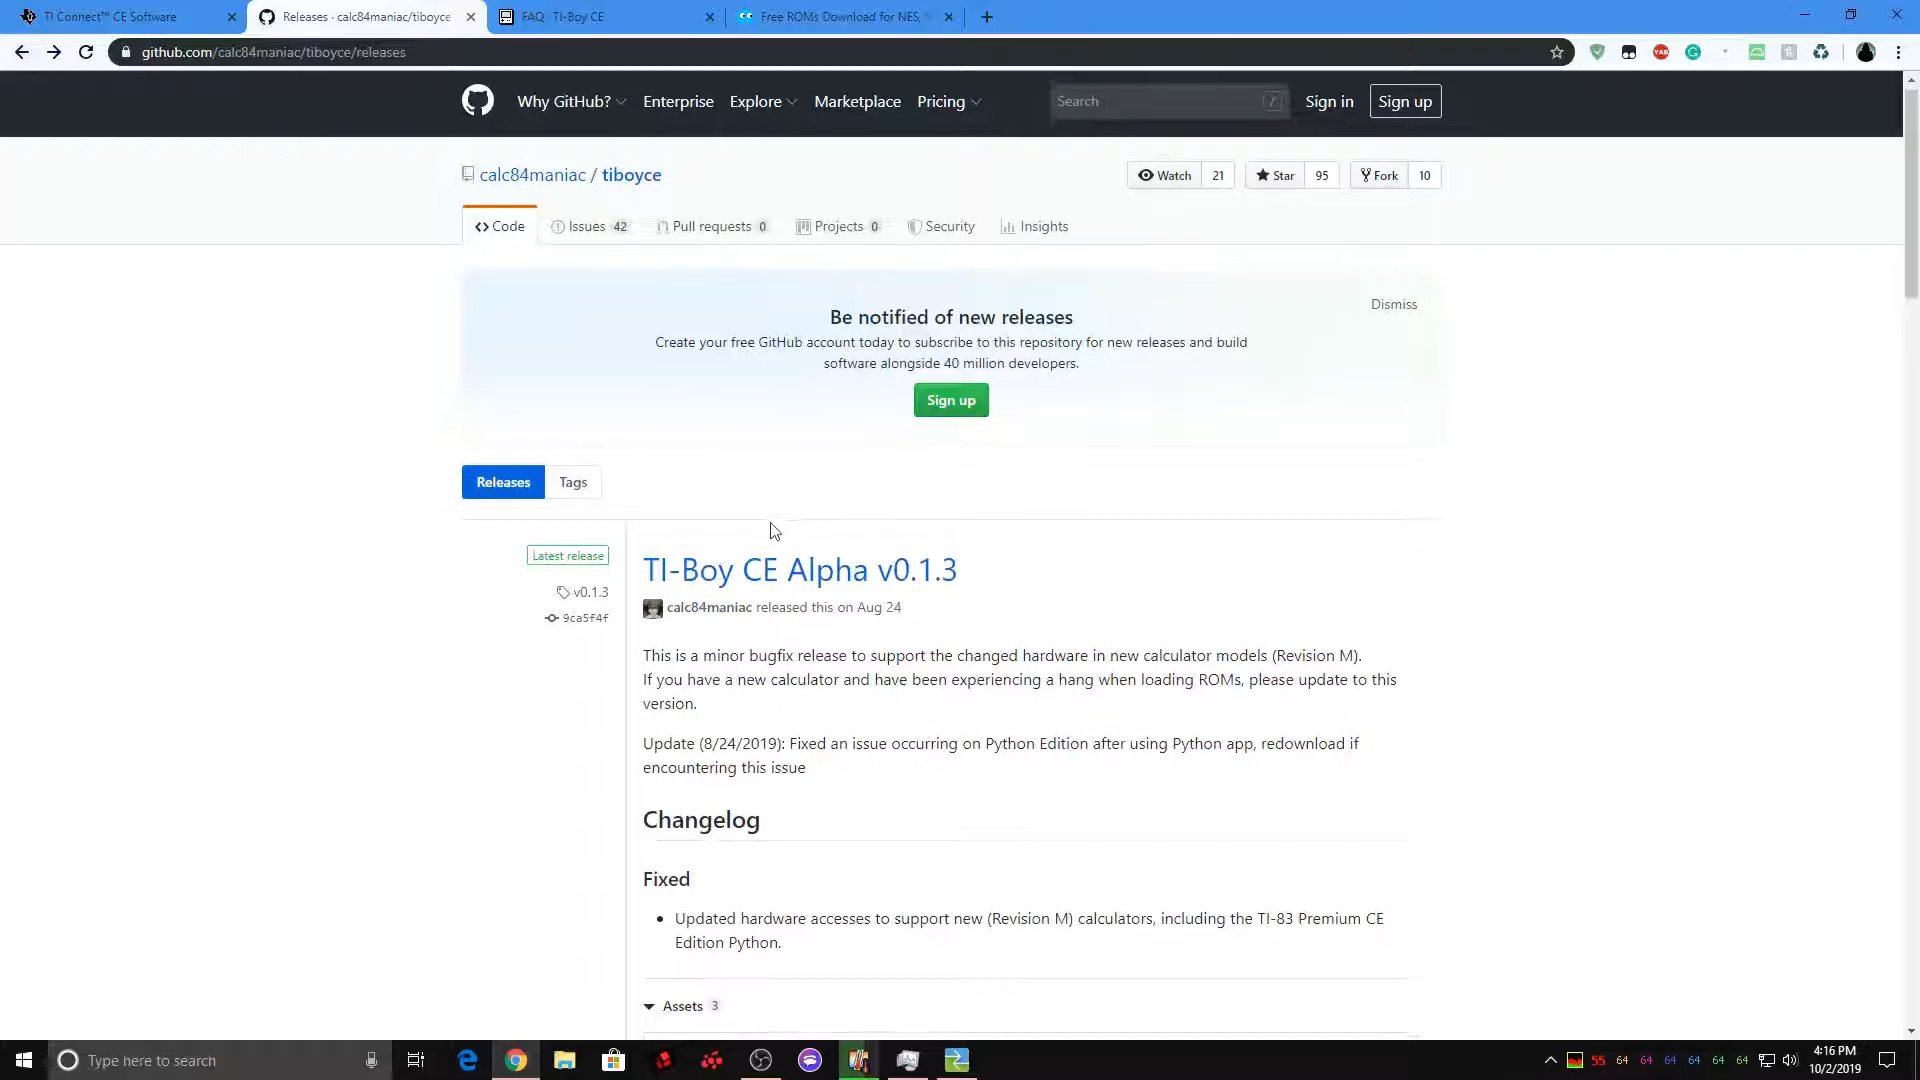 TI Connect™ CE Software
Releases · calc84maniac/tiboyce
FAQ TI-Boy CE
Free ROMs Download for NES,
github.com/calc84maniac/tiboyce/releases
Why GitHub? Enterprise Explore Marketplace Pricing
Search /
Sign in Sign up
calc84maniac / tiboyce
Watch 21 Star 95 Fork 10
Code Issues 42 Pull requests 0 Projects 0 Security Insights
Dismiss
Be notified of new releases
Create your free GitHub account today to subscribe to this repository for new releases and build
software alongside 40 million developers.
Sign up
Releases Tags
Latest release
v0.1.3
9ca5f4f
TI-Boy CE Alpha v0.1.3
calc84maniac released this on Aug 24
This is a minor bugfix release to support the changed hardware in new calculator models (Revision M).
If you have a new calculator and have been experiencing a hang when loading ROMs, please update to this
version.
Update (8/24/2019): Fixed an issue occurring on Python Edition after using Python app, redownload if
encountering this issue
Changelog
Fixed
• Updated hardware accesses to support new (Revision M) calculators, including the TI-83 Premium CE
Edition Python.
Assets 3
Type here to search
55 64 64 64 64 64 64
4:16 PM
10/2/2019